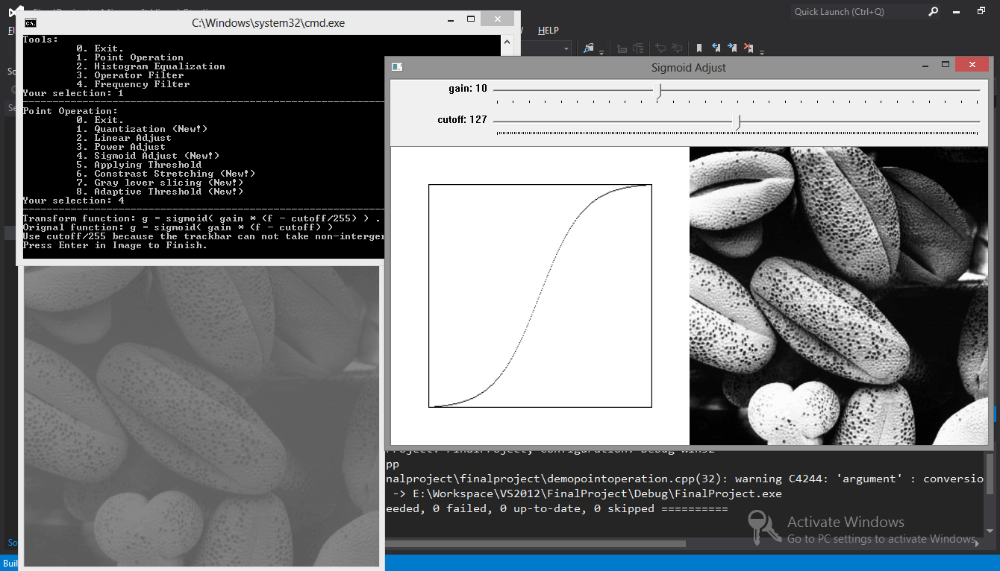 Quick Launch (Ctrl+Q)
C:\Windows\system32\cmd.exe
HELP
Tools:
0. Exit.
1. Point Operation
2. Histogram Equalization
3. Operator Filter
4. Frequency Filter
Your selection: 1
Point Operation:
0. Exit.
1. Quantization (New!)
2. Linear Adjust
3. Power Adjust
4. Sigmoid Adjust (New!)
5. Applying Threshold
6. Constrast Stretching (New!)
7. Gray lever slicing (New!)
8. Adaptive Threshold (New!)
Your selection: 4
Transform function: g = sigmoid( gain * (f - cutoff/255) ) .
Orignal function: g = sigmoid( gain * (f - cutoff) )
Use cutoff/255 because the trackbar can not take non-interger
Press Enter in Image to Finish.
Sigmoid Adjust
gain: 10
cutoff: 127
pp
nalproject\finalproject\demopointoperation.cpp(32): warning C4244: 'argument' : conversio
-> E:\Workspace\VS2012\FinalProject\Debug\FinalProject.exe
eeded, 0 failed, 0 up-to-date, 0 skipped ==========
Activate Windows
Go to PC settings to activate Windows.
So
Buil